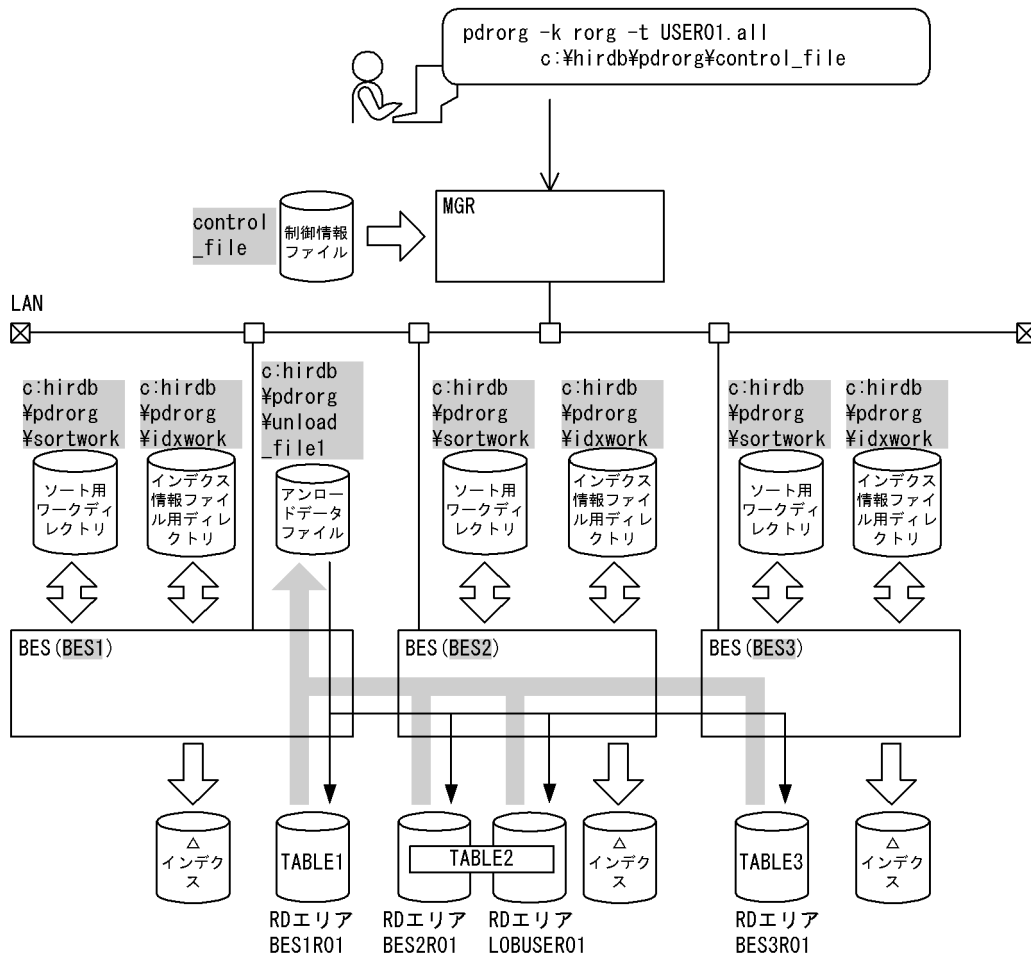 pdrorg -k rorg -t USER01.all
c:¥hirdb¥pdrorg¥control_file
control
_file
制御情報
ファイル
MGR
LAN
c:hirdb
¥pdrorg
¥sortwork
c:hirdb
¥pdrorg
¥idxwork
c:hirdb
¥pdrorg
¥unload
_file1
c:hirdb
¥pdrorg
¥sortwork
c:hirdb
¥pdrorg
¥idxwork
c:hirdb
¥pdrorg
¥sortwork
c:hirdb
¥pdrorg
¥idxwork
ソート用
ワークディ
レクトリ
インデクス
情報ファイ
ル用ディレ
クトリ
アンロー
ドデータ
ファイル
ソート用
ワークディ
レクトリ
インデクス
情報ファイ
ル用ディレ
クトリ
ソート用
ワークディ
レクトリ
インデクス
情報ファイ
ル用ディレ
クトリ
BES(BES1)
BES(BES2)
BES(BES3)
△
インデク
ス
TABLE1
TABLE2
△
インデク
ス
TABLE3
△
インデク
ス
RDエリア
BES1R01
RDエリア
BES2R01
RDエリア
LOBUSER01
RDエリア
BES3R01